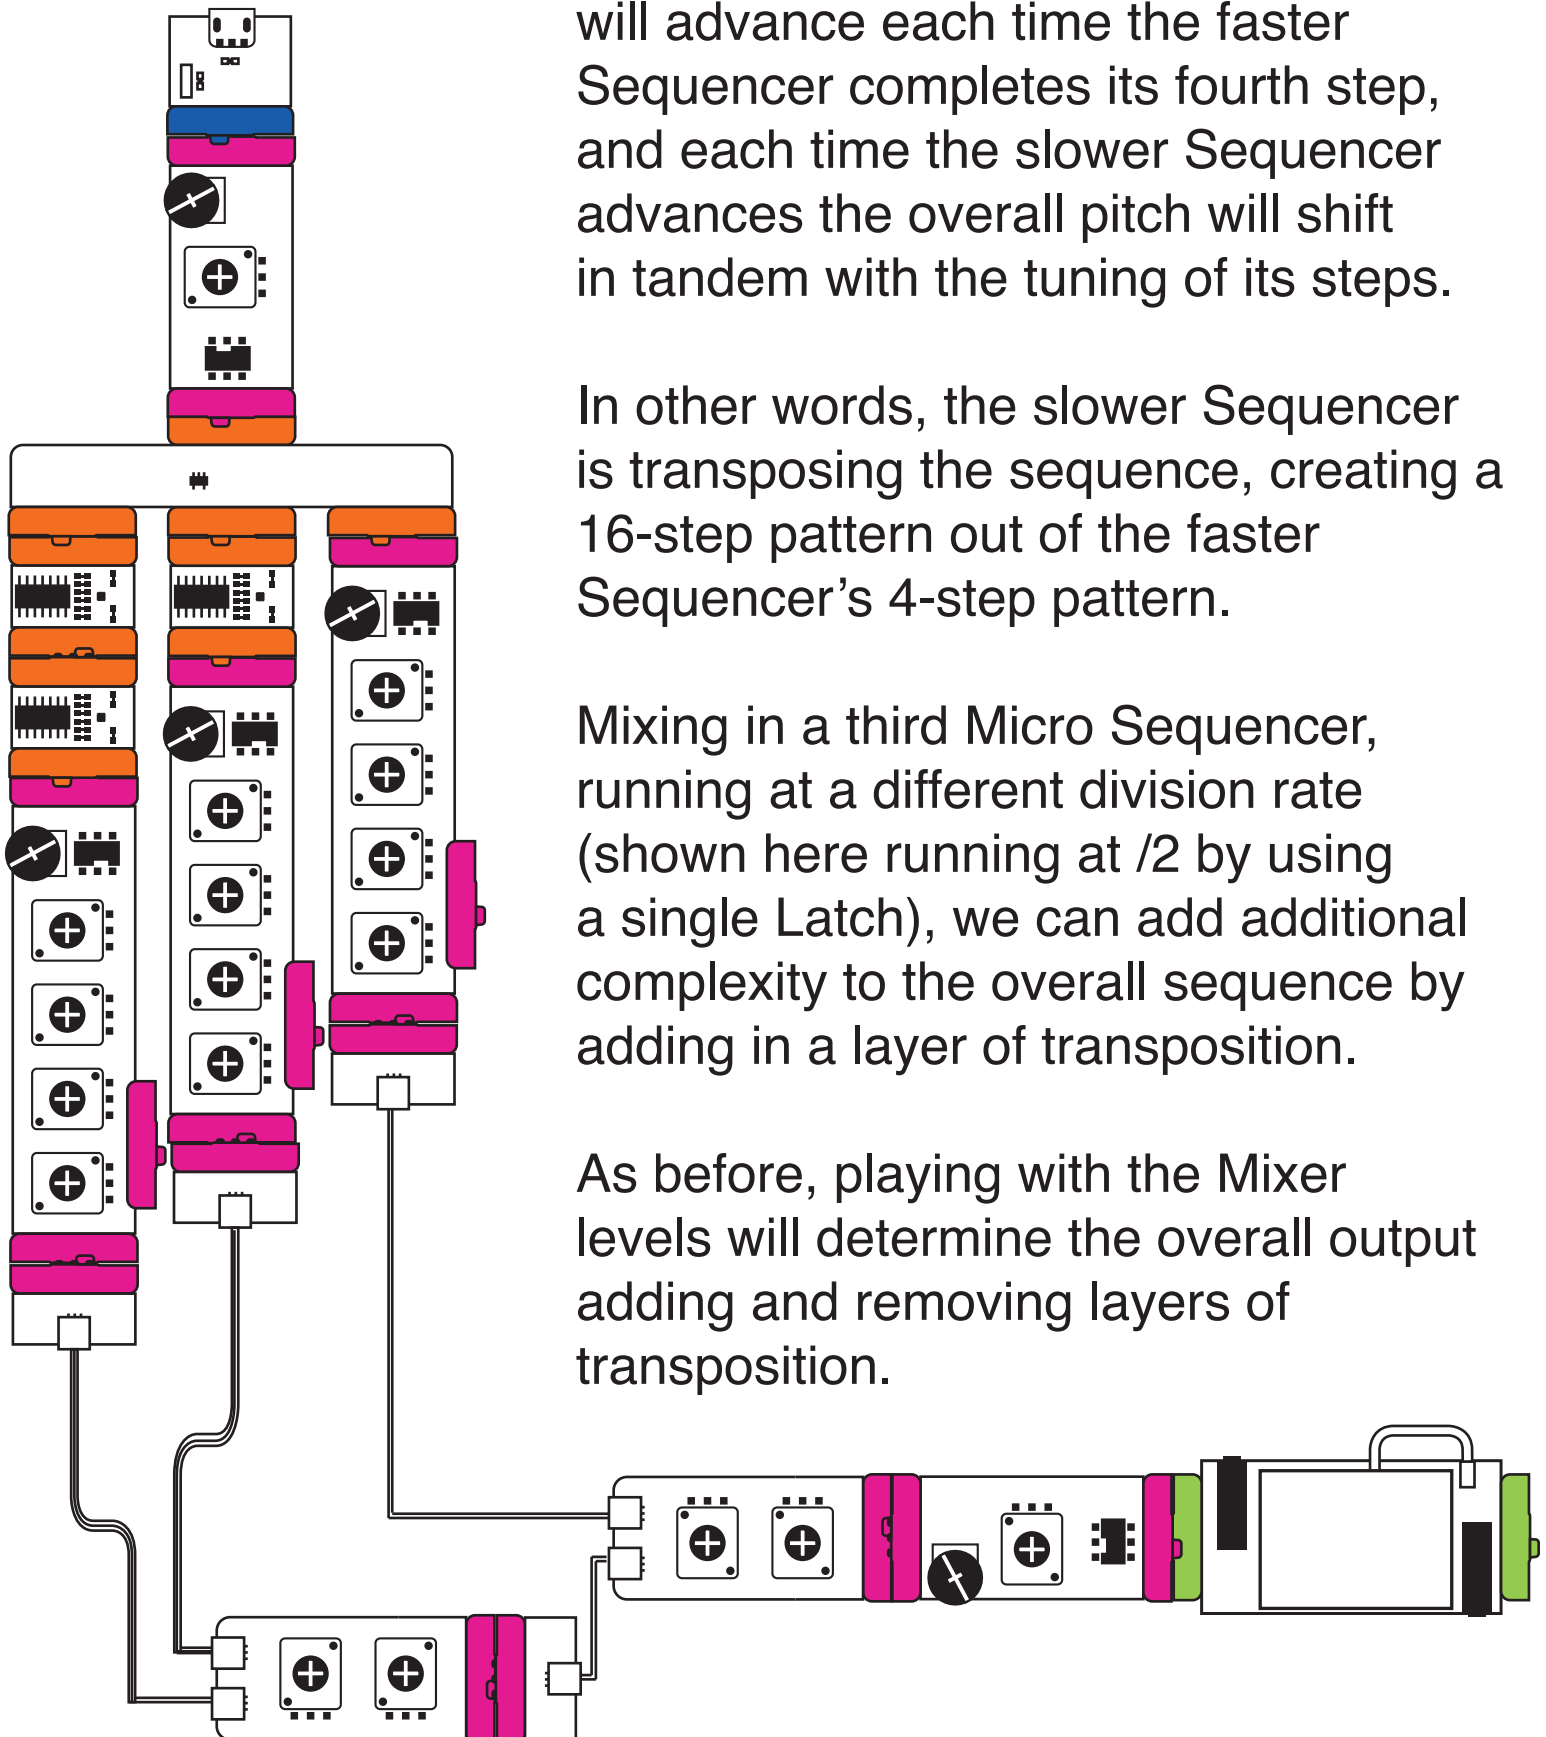 will advance each time the faster
Sequencer completes its fourth step,
and each time the slower Sequencer
advances the overall pitch will shift
in tandem with the tuning of its steps.
In other words, the slower Sequencer
is transposing the sequence, creating a
16-step pattern out of the faster
Sequencer’s 4-step pattern.
Mixing in a third Micro Sequencer,
running at a different division rate
(shown here running at /2 by using
a single Latch), we can add additional
complexity to the overall sequence by
adding in a layer of transposition.
As before, playing with the Mixer
levels will determine the overall output
adding and removing layers of
transposition.